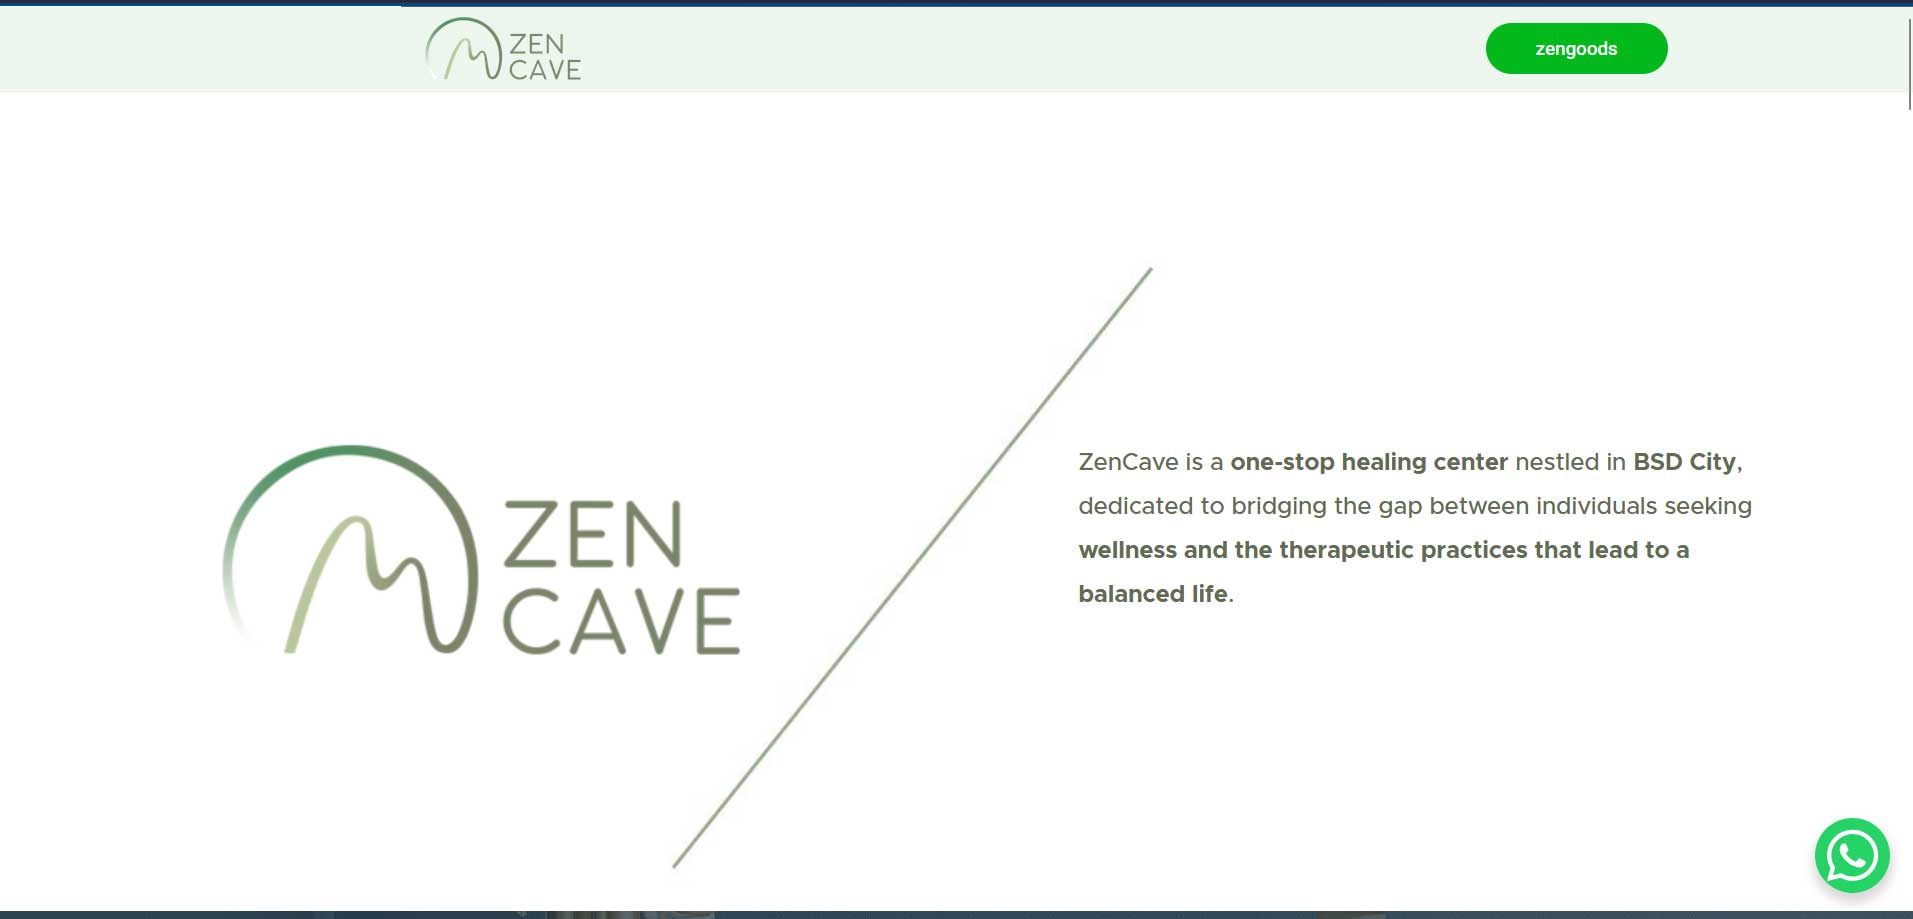 ZEN
CAVE
zengoods
ZEN
CAVE
ZenCave is a one-stop healing center nestled in BSD City,
dedicated to bridging the gap between individuals seeking
wellness and the therapeutic practices that lead to a
balanced life.